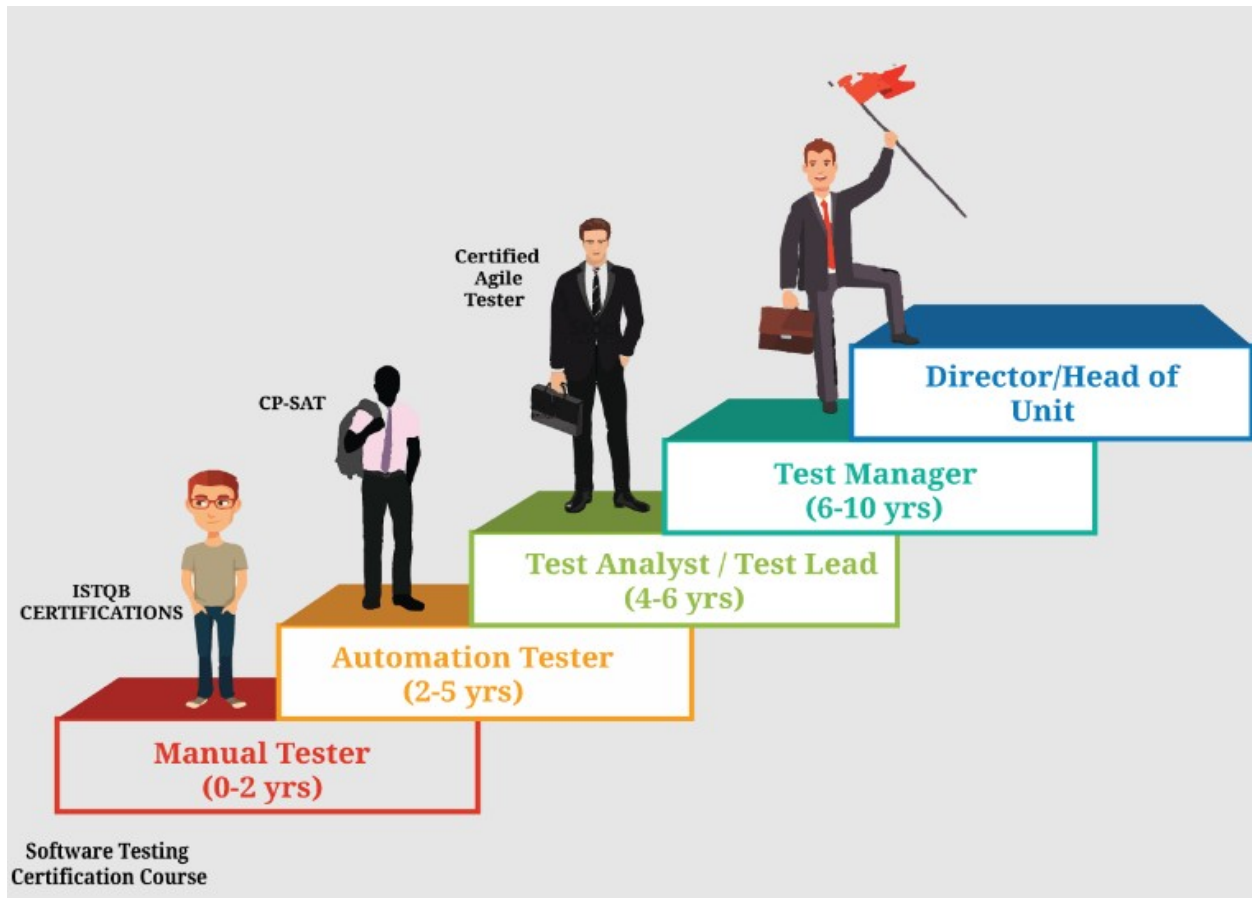 Certified
Agile
Tester
Director/Head of
Unit
CP-SAT
Test Manager
(6-10 yrs)
Test Analyst / Test Lead
(4-6 yrs)
ISTQB
CERTIFICATIONS
Automation Tester
(2-5 yrs)
Manual Tester
(0-2 yrs)
Software Testing
Certification Course